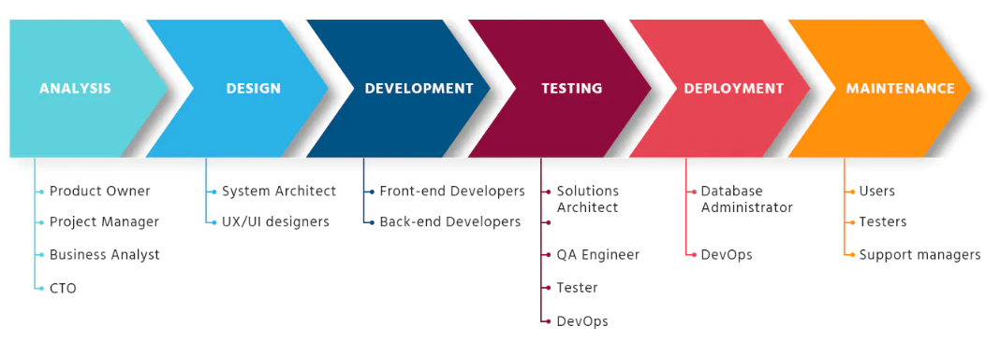 ANALYSIS
DESIGN
DEVELOPMENT
TESTING
DEPLOYMENT
MAINTENANCE
Product Owner
Project Manager
Business Analyst
CTO
System Architect
UX/UI designers
Front-end Developers
Back-end Developers
Solutions
Architect
QA Engineer
Tester
DevOps
Database
Administrator
DevOps
Users
Testers
Support managers